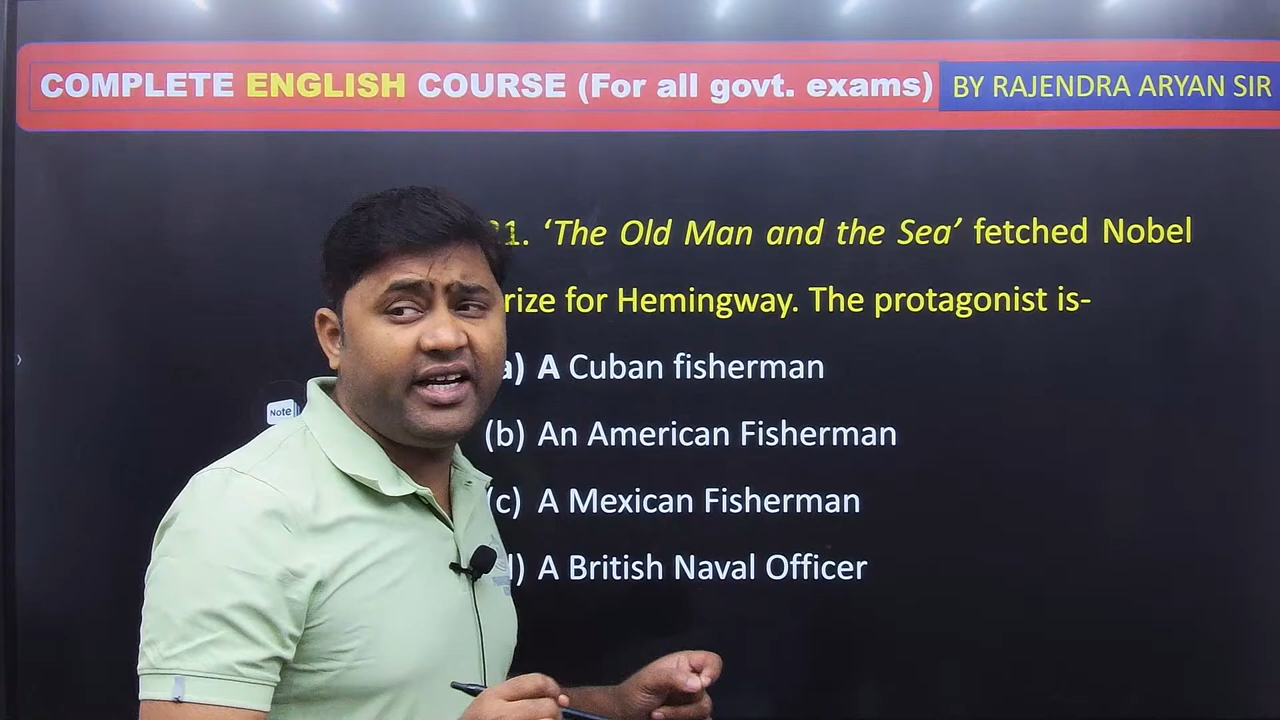 COMPLETE ENGLISH COURSE (For all govt. exams) BY RAJENDRA ARYAN SIR
1. ‘The Old Man and the Sea’ fetched Nobel
rize for Hemingway. The protagonist is-
a) A Cuban fisherman
(b) An American Fisherman
Note
(c) A Mexican Fisherman
) A British Naval Officer